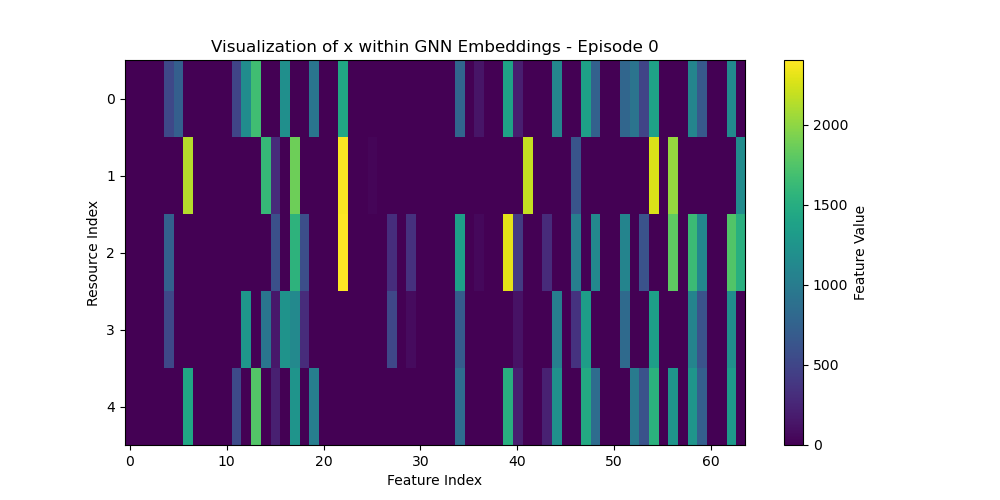 Visualization of x within GNN Embeddings - Episode 0
Resource Index
0
1
2
3
4
0 10 20 30 40 50 60
Feature Index
2000
1500
1000
500
0
Feature Value